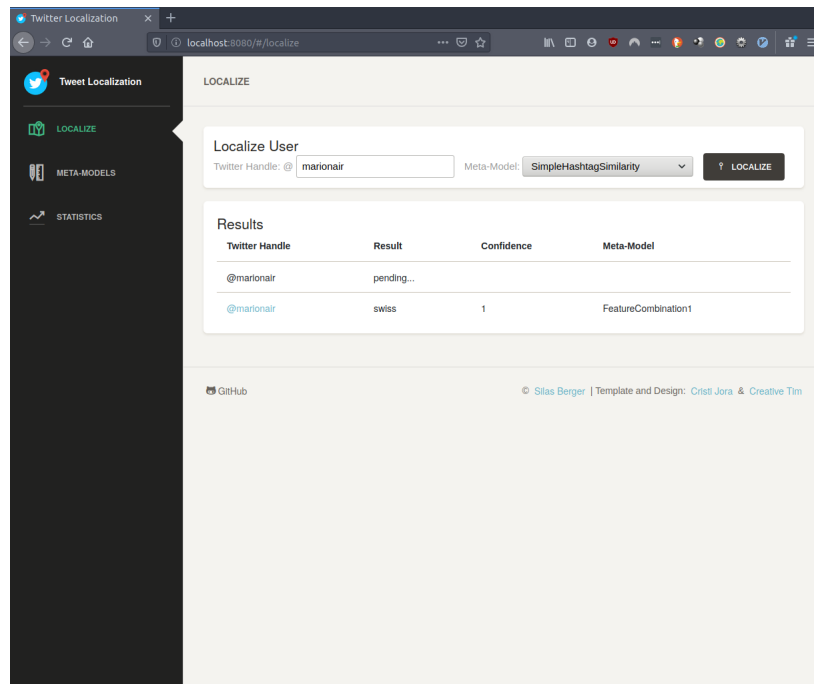 Twitter Localization
localhost:8080/#/localize
Tweet Localization
LOCALIZE
LOCALIZE
META-MODELS
STATISTICS
Localize User
Twitter Handle: @ marionair Meta-Model: SimpleHashtagSimilarity LOCALIZE
Results
Twitter Handle Result Confidence Meta-Model
@marionair pending...
@marionair swiss 1 FeatureCombination1
GitHub © Silas Berger | Template and Design: Cristi Jora & Creative Tim